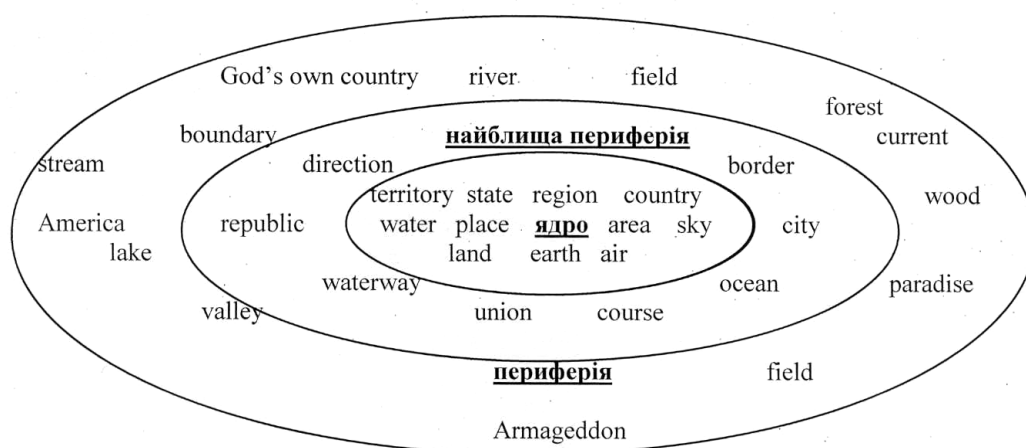 God's own country river field
forest
boundary найблища периферія current
stream direction border
territory state region country wood
America republic water place ядро area sky city
lake land earth air
waterway ocean paradise
valley union course
периферія field
Armageddon